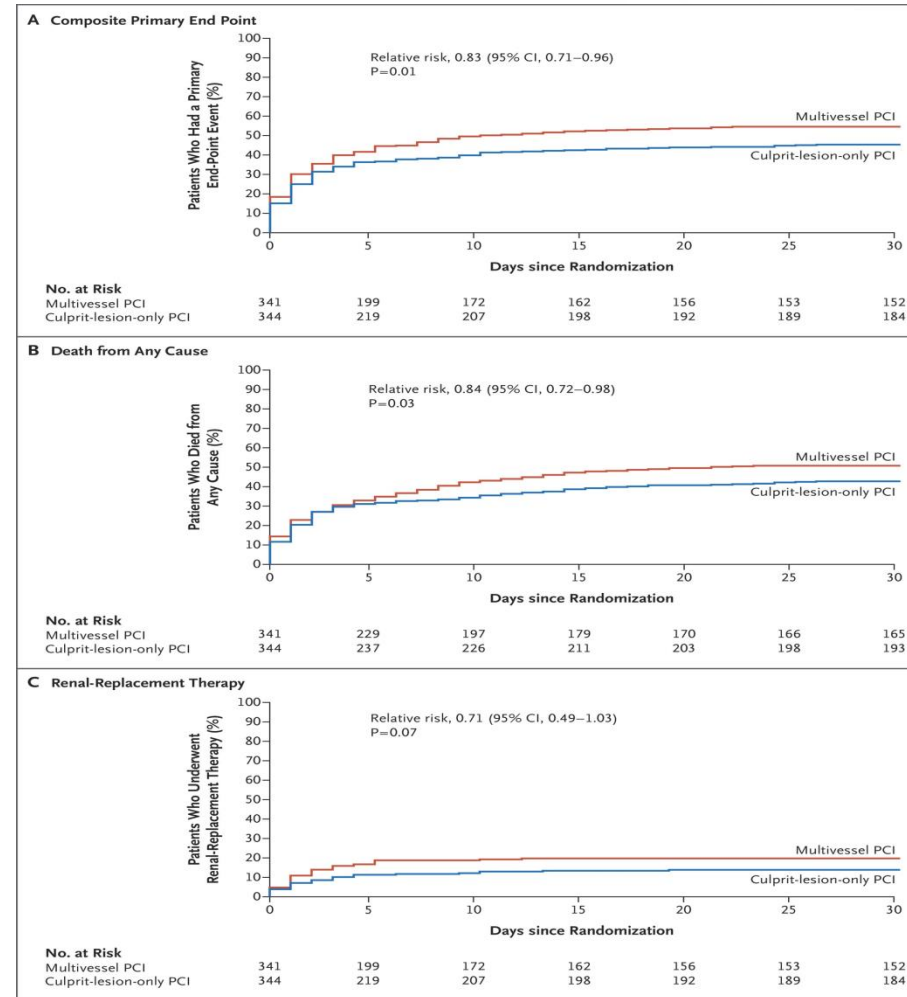 A Composite Primary End Point
Patients Who Had a Primary
End-Point Event (%)
100
90
80
70
60
50
40
30
20
10
0
Relative risk, 0.83 (95% CI, 0.71–0.96)
P=0.01
Multivessel PCI
Culprit-lesion-only PCI
0 5 10 15 20 25 30
Days since Randomization
No. at Risk
Multivessel PCI 341 199 172 162 156 153 152
Culprit-lesion-only PCI 344 219 207 198 192 189 184
B Death from Any Cause
Patients Who Died from
Any Cause (%)
100
90
80
70
60
50
40
30
20
10
0
Relative risk, 0.84 (95% CI, 0.72–0.98)
P=0.03
Multivessel PCI
Culprit-lesion-only PCI
0 5 10 15 20 25 30
Days since Randomization
No. at Risk
Multivessel PCI 341 229 197 179 170 166 165
Culprit-lesion-only PCI 344 237 226 211 203 198 193
C Renal-Replacement Therapy
Patients Who Underwent
Renal-Replacement Therapy (%)
100
90
80
70
60
50
40
30
20
10
0
Relative risk, 0.71 (95% CI, 0.49–1.03)
P=0.07
Multivessel PCI
Culprit-lesion-only PCI
0 5 10 15 20 25 30
Days since Randomization
No. at Risk
Multivessel PCI 341 199 172 162 156 153 152
Culprit-lesion-only PCI 344 219 207 198 192 189 184